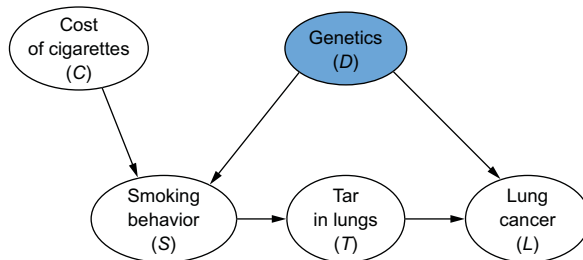 Cost
of cigarettes
(C)
Genetics
(D)
Smoking
behavior
(S)
Tar
in lungs
(T)
Lung
cancer
(L)